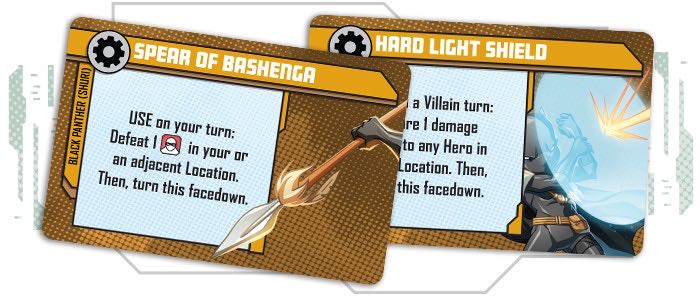 SPEAR OF BASHENGA
BLACK PANTHER (SHURI)
USE on your turn:
Defeat 1 in your or
an adjacent Location.
Then, turn this facedown.
HARD LIGHT SHIELD
a Villain turn:
1 damage
to any Hero in
Location. Then,
this facedown.